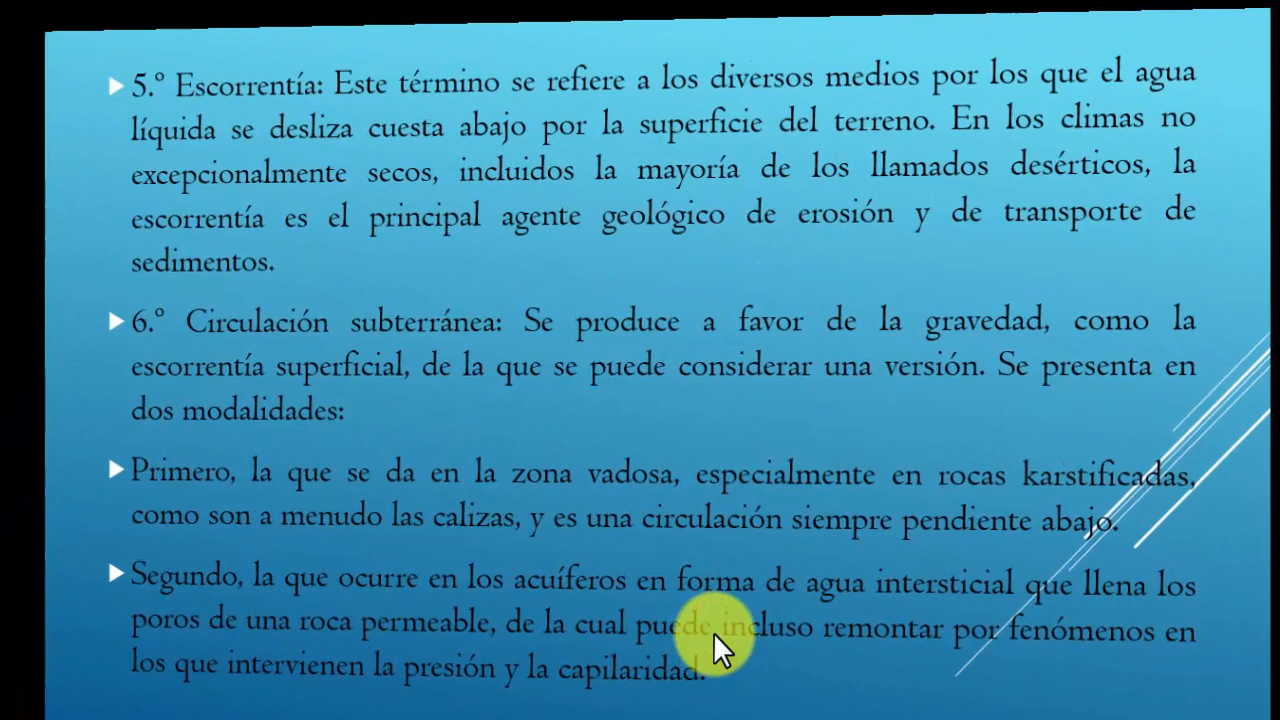 5.º Escorrentía: Este término se refiere a los diversos medios por los que el agua
líquida se desliza cuesta abajo por la superficie del terreno. En los climas no
excepcionalmente secos, incluidos la mayoría de los llamados desérticos, la
escorrentía es el principal agente geológico de erosión y de transporte de
sedimentos.
6.º Circulación subterránea: Se produce a favor de la gravedad, como la
escorrentía superficial, de la que se puede considerar una versión. Se presenta en
dos modalidades:
Primero, la que se da en la zona vadosa, especialmente en rocas karstificadas,
como son a menudo las calizas, y es una circulación siempre pendiente abajo.
Segundo, la que ocurre en los acuíferos en forma de agua intersticial que llena los
poros de una roca permeable, de la cual puede incluso remontar por fenómenos en
los que intervienen la presión y la capilaridad.